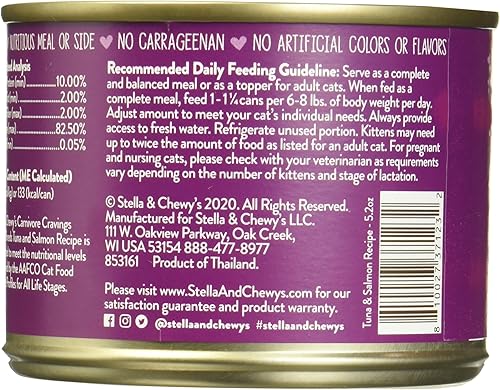 NUTRITIOUS MEAL OR SIDE ♥ NO CARRAGEENAN ♥ NO ARTIFICIAL COLORS OR FLAVORS
Analysis
(min) 10.00%
2.00%
2.00%
82.50%
0.05%
Content (ME Calculated)
or 133 (kcal/can)
Chewy's Carnivore Cravings
Tuna and Salmon Recipe is
to meet the nutritional levels
by the AAFCO Cat Food
for All Life Stages.
Recommended Daily Feeding Guideline: Serve as a complete
and balanced meal or as a topper for adult cats. When fed as a
complete meal, feed 1-1¼ cans per 6-8 lbs. of body weight per day.
Adjust amount to meet your cat's individual needs. Always provide
access to fresh water. Refrigerate unused portion. Kittens may need
up to twice the amount of food as listed for an adult cat. For pregnant
and nursing cats, please check with your veterinarian as requirements
vary depending on the number of kittens and stage of lactation.
© Stella & Chewy's 2020. All Rights Reserved.
Manufactured for Stella & Chewy's LLC.
111 W. Oakview Parkway, Oak Creek,
WI USA 53154 888-477-8977
853161 Product of Thailand.
Please visit www.StellaAndChewys.com for our
satisfaction guarantee and product warranty.
@stellaandchewys #stellaandchewys
Tuna & Salmon Recipe - 5.2oz
8 10027 37123 2